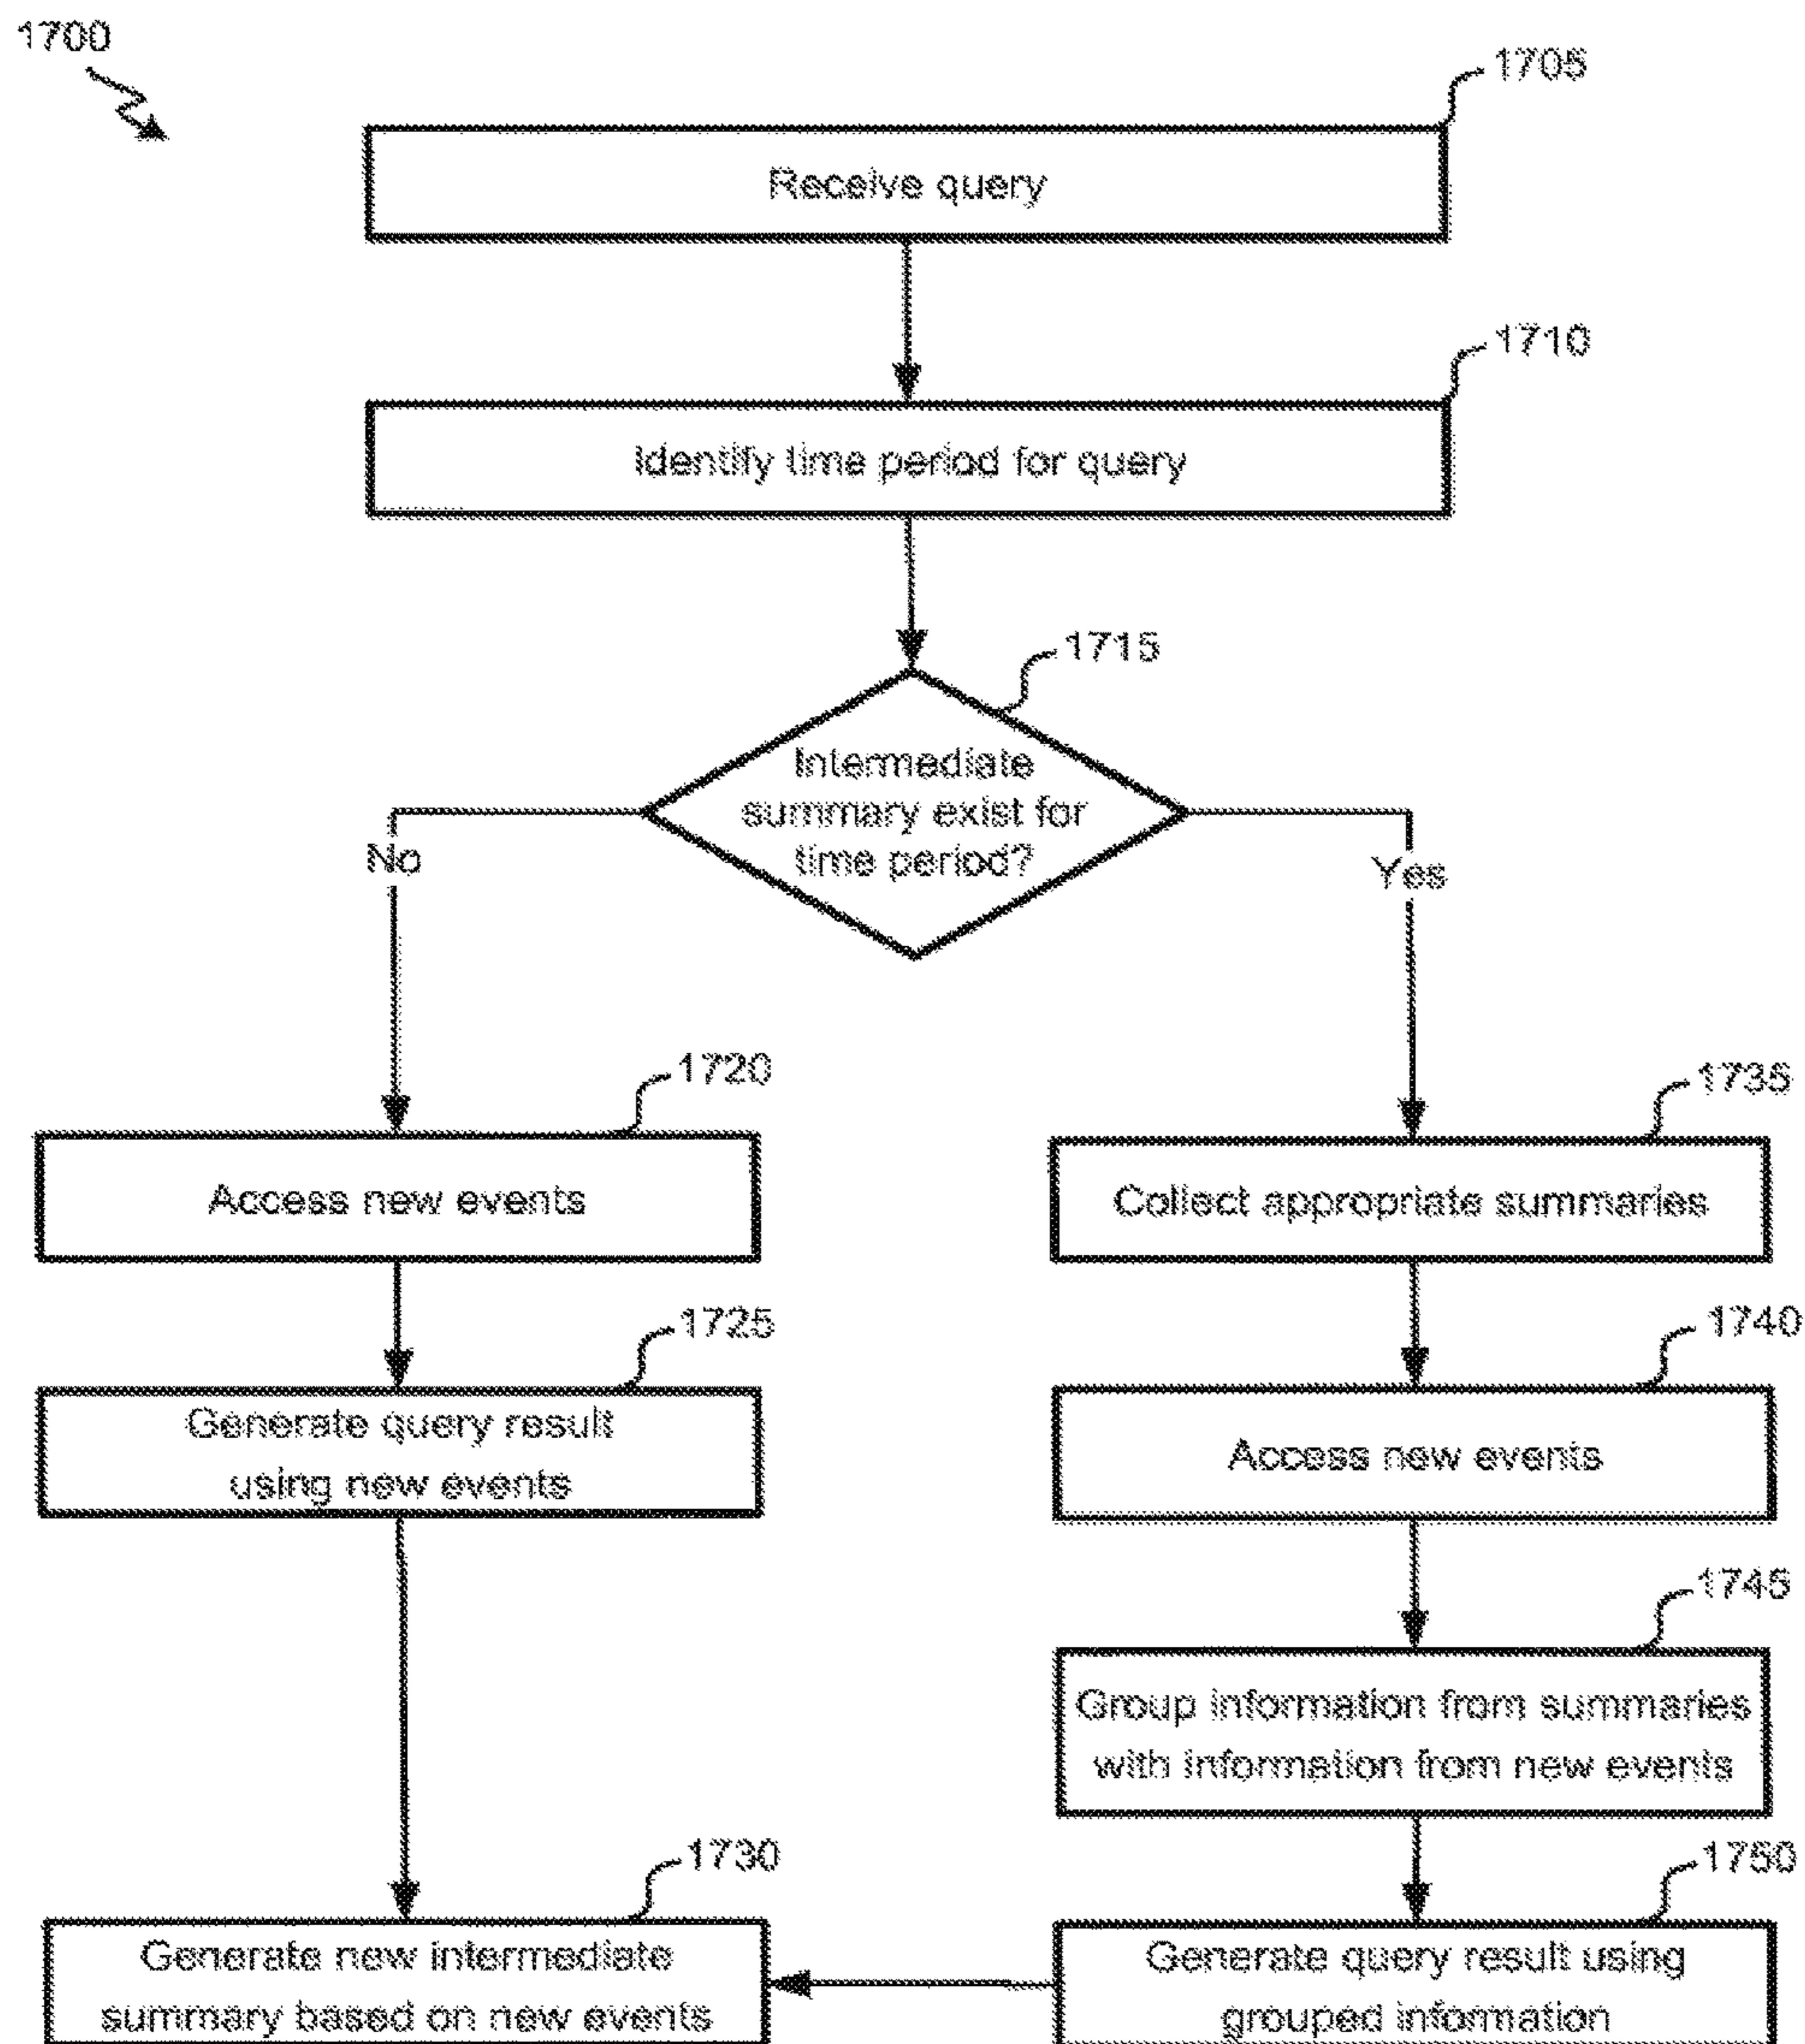 1700
1705
Receive query
1710
Identify time period for query
1715
Intermediate
summary exist for
time period?
No
Yes
1720
1735
Access new events
Collect appropriate summaries
1725
1740
Generate query result
using new events
Access new events
1745
Group information from summaries
with information from new events
1730
1750
Generate new intermediate
summary based on new events
Generate query result using
grouped information